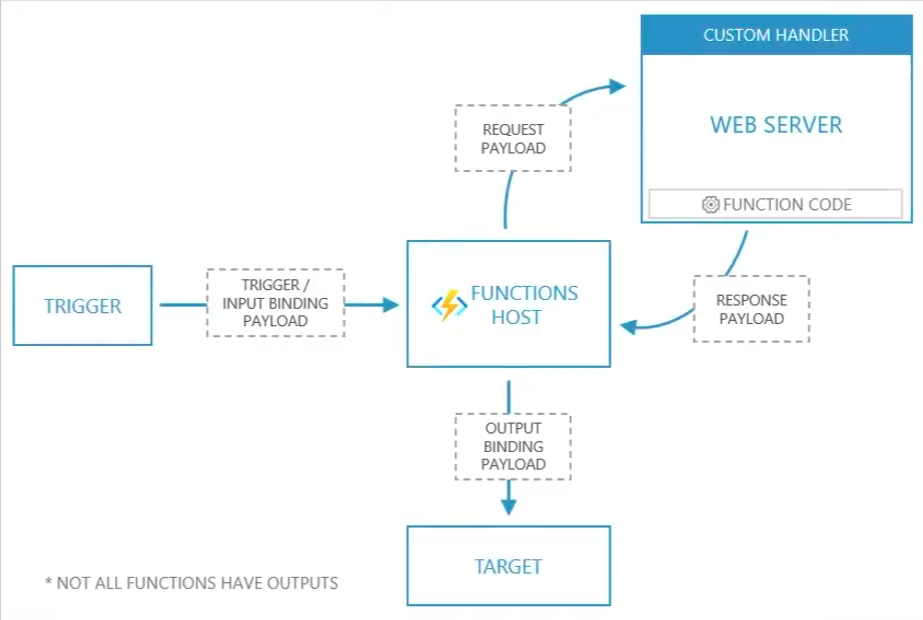 CUSTOM HANDLER
WEB SERVER
FUNCTION CODE
REQUEST
PAYLOAD
TRIGGER
TRIGGER /
INPUT BINDING
PAYLOAD
FUNCTIONS
HOST
RESPONSE
PAYLOAD
OUTPUT
BINDING
PAYLOAD
TARGET
* NOT ALL FUNCTIONS HAVE OUTPUTS